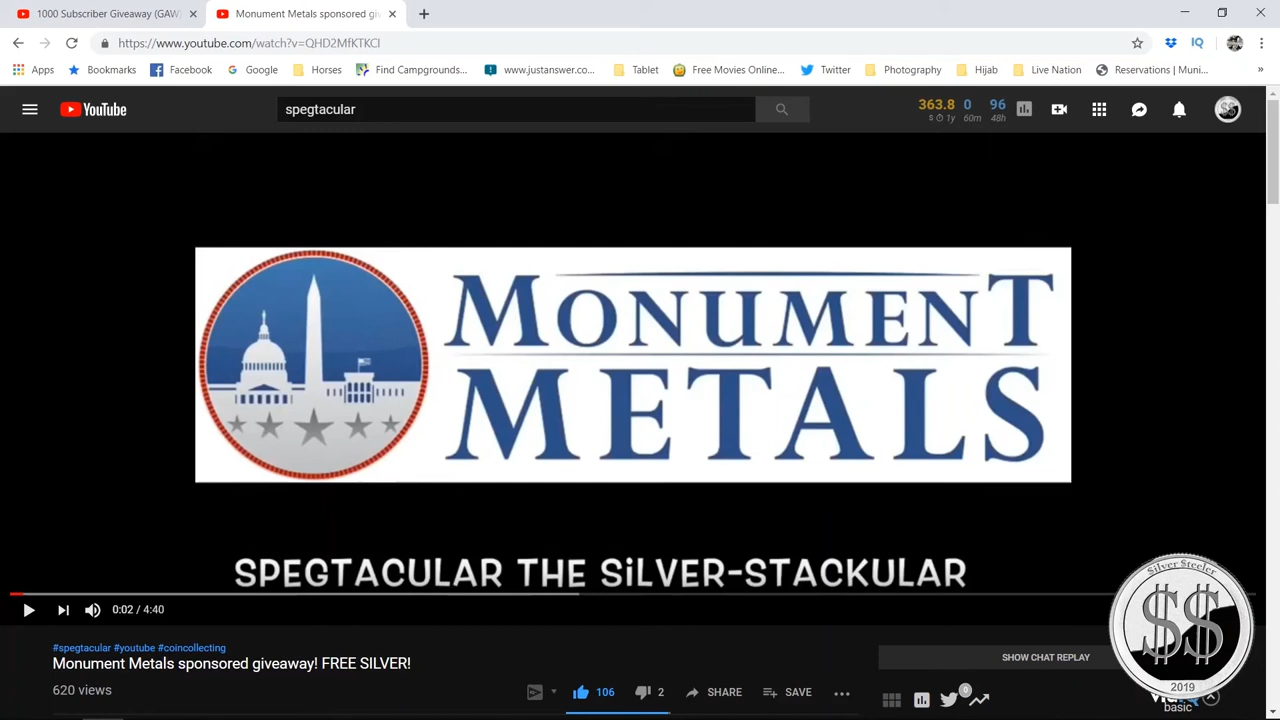 1000 Subscriber Giveaway (GAW)
Monument Metals sponsored giv
https://www.youtube.com/watch?v=QHD2MfKTKCI
Apps Bookmarks Facebook Google Horses Find Campgrounds... www.justanswer.co... Tablet Free Movies Online... Twitter Photography Hijab Live Nation Reservations | Muni... »
YouTube
spegtacular
363.8 0 96
1y 60m 48h
MONUMENT
METALS
SPEGTACULAR THE SiLVER-STACKULAR
0:02 / 4:40
#spegtacular #youtube #coincollecting
Monument Metals sponsored giveaway! FREE SILVER!
620 views
106 2 SHARE SAVE
SHOW CHAT REPLAY
0
basic
Silver $teeler
$$
2019